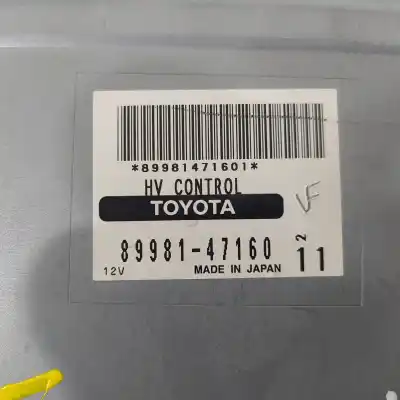 *89981471601*
HV CONTROL
TOYOTA
VF
89981-47160
2
12V
MADE IN JAPAN
11